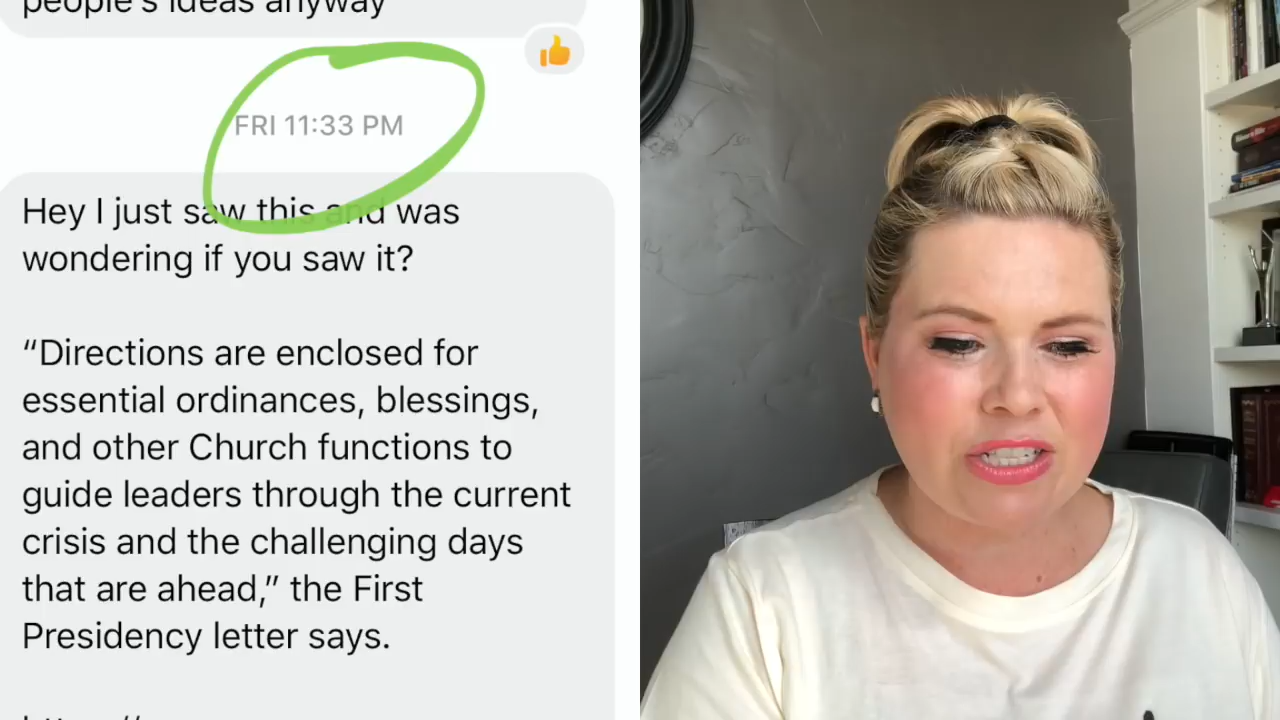 people's ideas anyway
FRI 11:33 PM
Hey I just saw this and was
wondering if you saw it?
“Directions are enclosed for
essential ordinances, blessings,
and other Church functions to
guide leaders through the current
crisis and the challenging days
that are ahead,” the First
Presidency letter says.